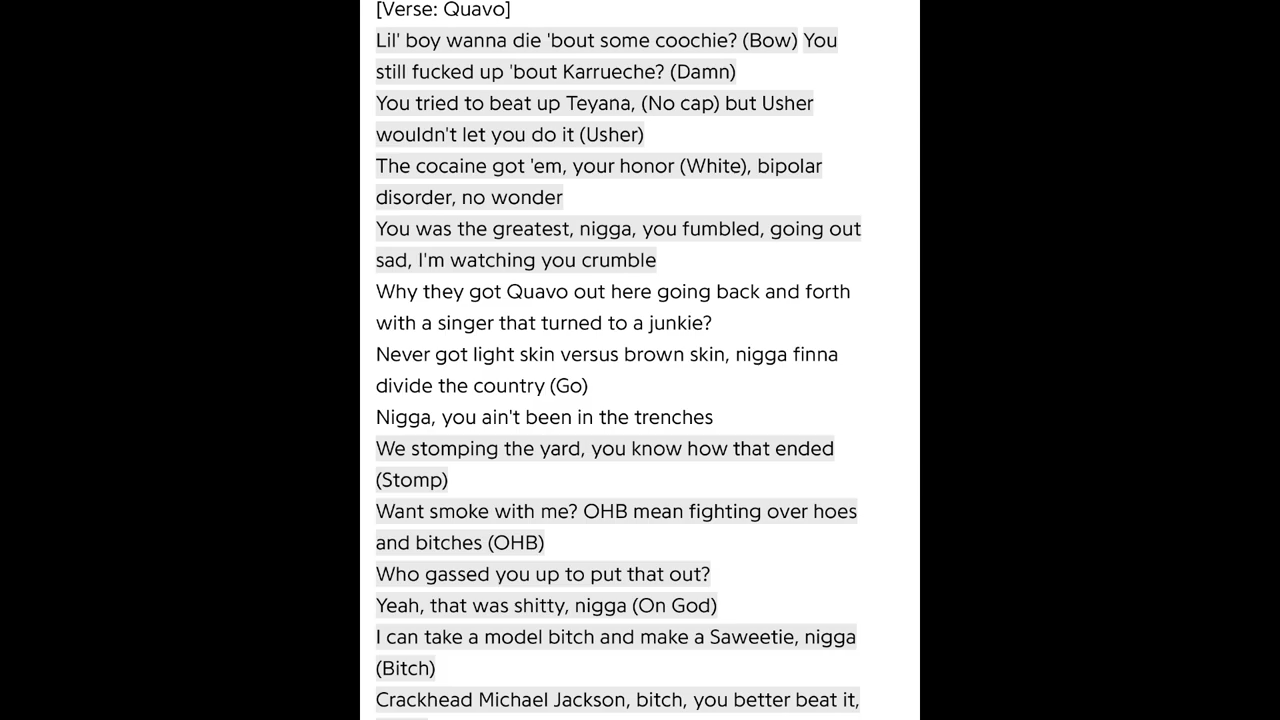 [Verse: Quavo]
Lil' boy wanna die 'bout some coochie? (Bow) You
still fucked up 'bout Karrueche? (Damn)
You tried to beat up Teyana, (No cap) but Usher
wouldn't let you do it (Usher)
The cocaine got 'em, your honor (White), bipolar
disorder, no wonder
You was the greatest, nigga, you fumbled, going out
sad, I'm watching you crumble
Why they got Quavo out here going back and forth
with a singer that turned to a junkie?
Never got light skin versus brown skin, nigga finna
divide the country (Go)
Nigga, you ain't been in the trenches
We stomping the yard, you know how that ended
(Stomp)
Want smoke with me? OHB mean fighting over hoes
and bitches (OHB)
Who gassed you up to put that out?
Yeah, that was shitty, nigga (On God)
I can take a model bitch and make a Saweetie, nigga
(Bitch)
Crackhead Michael Jackson, bitch, you better beat it,